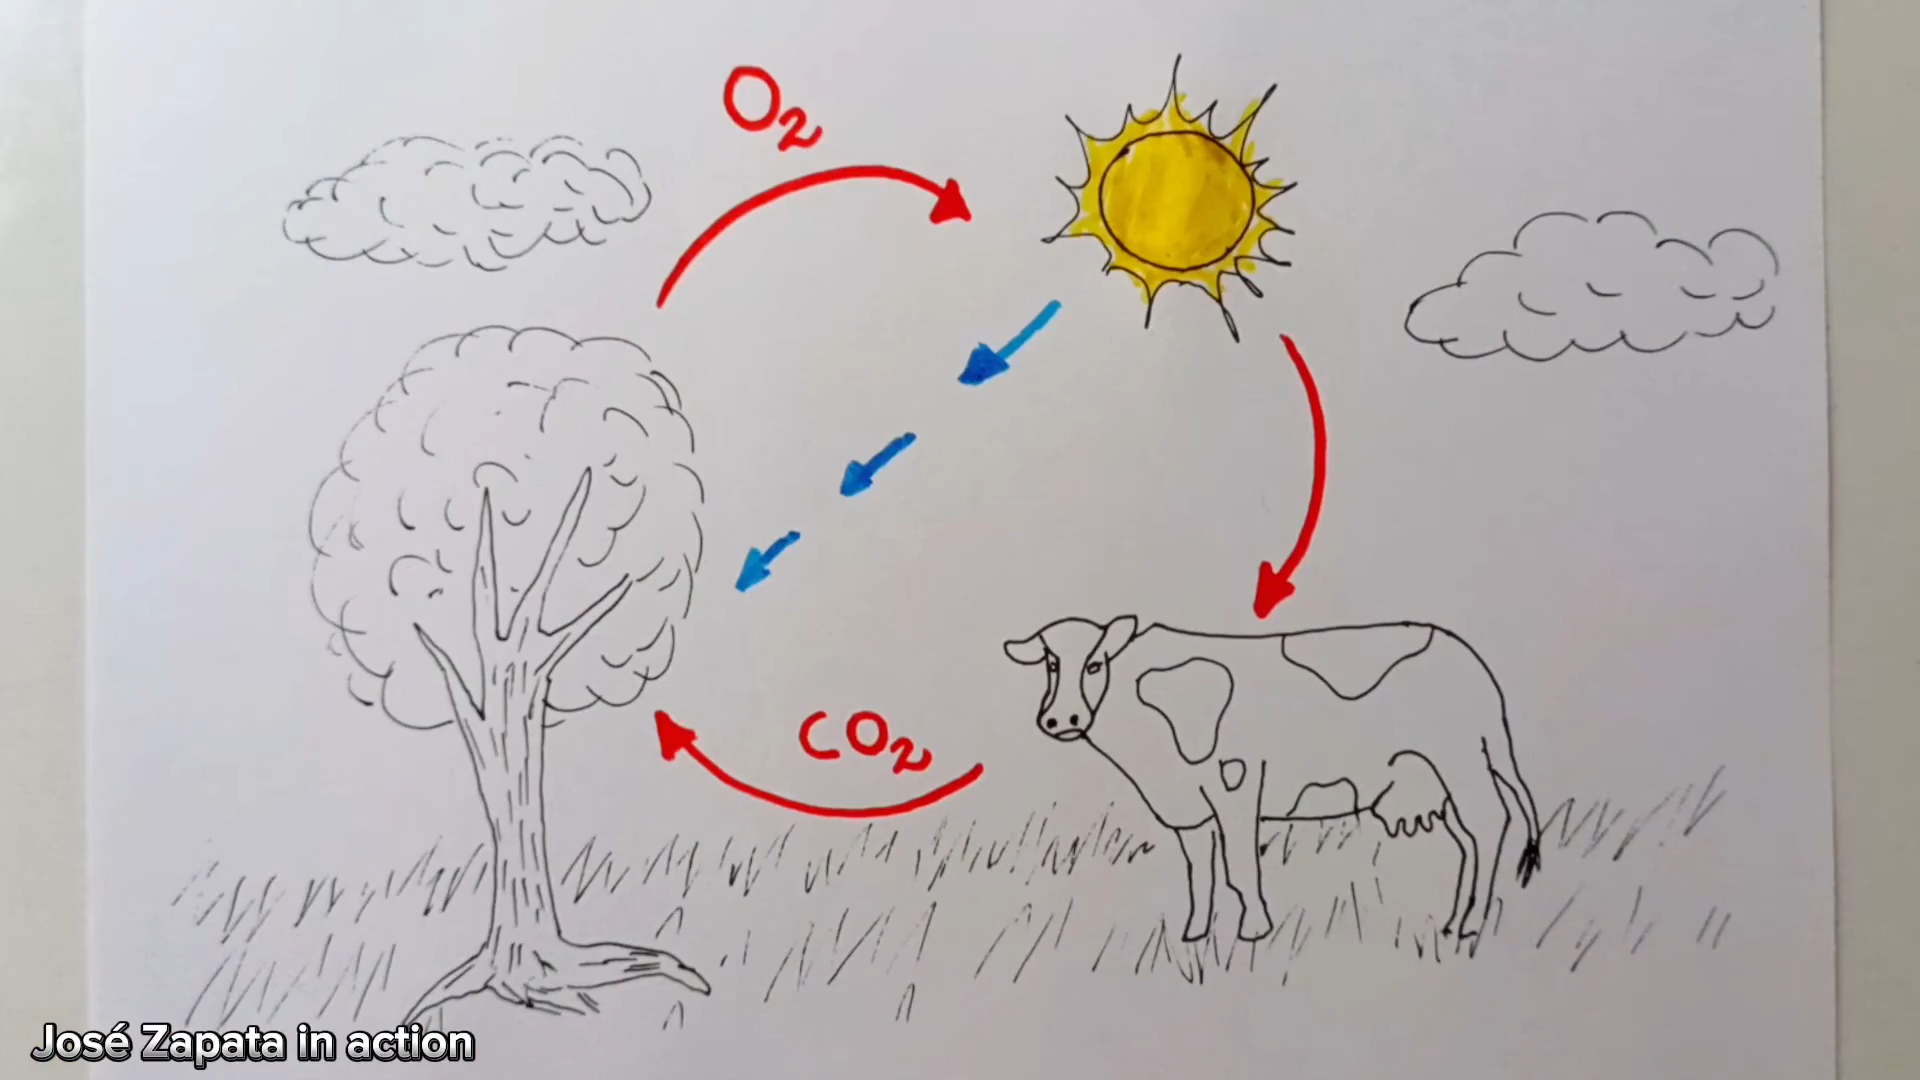 O₂
CO₂
José Zapata in action